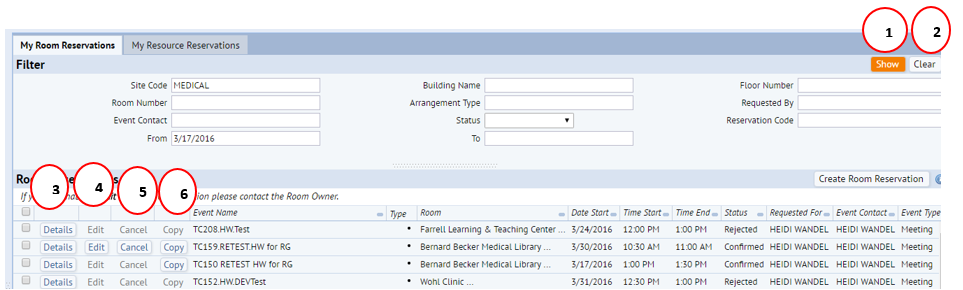 1 2
My Room Reservations My Resource Reservations
Filter Show Clear
Site Code MEDICAL Building Name Floor Number
Room Number Arrangement Type Requested By
Event Contact Status Reservation Code
From 3/17/2016 To
3 4 5 6
Create Room Reservation
please contact the Room Owner.
Event Name Type Room Date Start Time Start Time End Status Requested For Event Contact Event Type
Details Edit Cancel Copy TC208.HW.Test • Farrell Learning & Teaching Center ... 3/24/2016 12:00 PM 1:00 PM Rejected HEIDI WANDEL HEIDI WANDEL Meeting
Details Edit Cancel Copy TC159.RETEST.HW for RG • Bernard Becker Medical Library ... 3/30/2016 10:30 AM 11:00 AM Confirmed HEIDI WANDEL HEIDI WANDEL Meeting
Details Edit Cancel Copy TC150 RETEST HW for RG • Bernard Becker Medical Library ... 3/17/2016 1:00 PM 1:30 PM Confirmed HEIDI WANDEL HEIDI WANDEL Meeting
Details Edit Cancel Copy TC152.HW.DEVTest • Wohl Clinic ... 3/31/2016 12:30 PM 1:00 PM Rejected HEIDI WANDEL HEIDI WANDEL Meeting